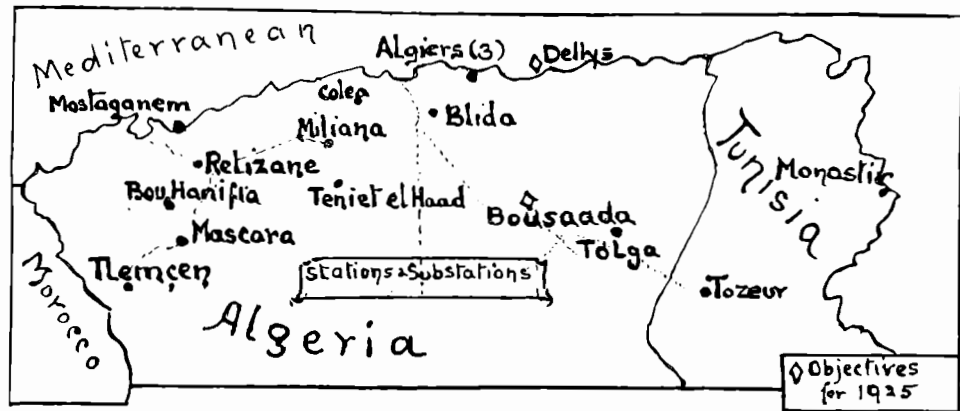 Mediterranean
Algiers (3)
Delhys
Mostaganem
Colea
Blida
Miliana
Relizane
Bou Hanifia
Teniet el Haad
Mascara
Tlemçen
Bousaada
Tolga
Tozeur
Monastir
Tunisia
Morocco
Algeria
Stations & Substations
Objectives
for 1925